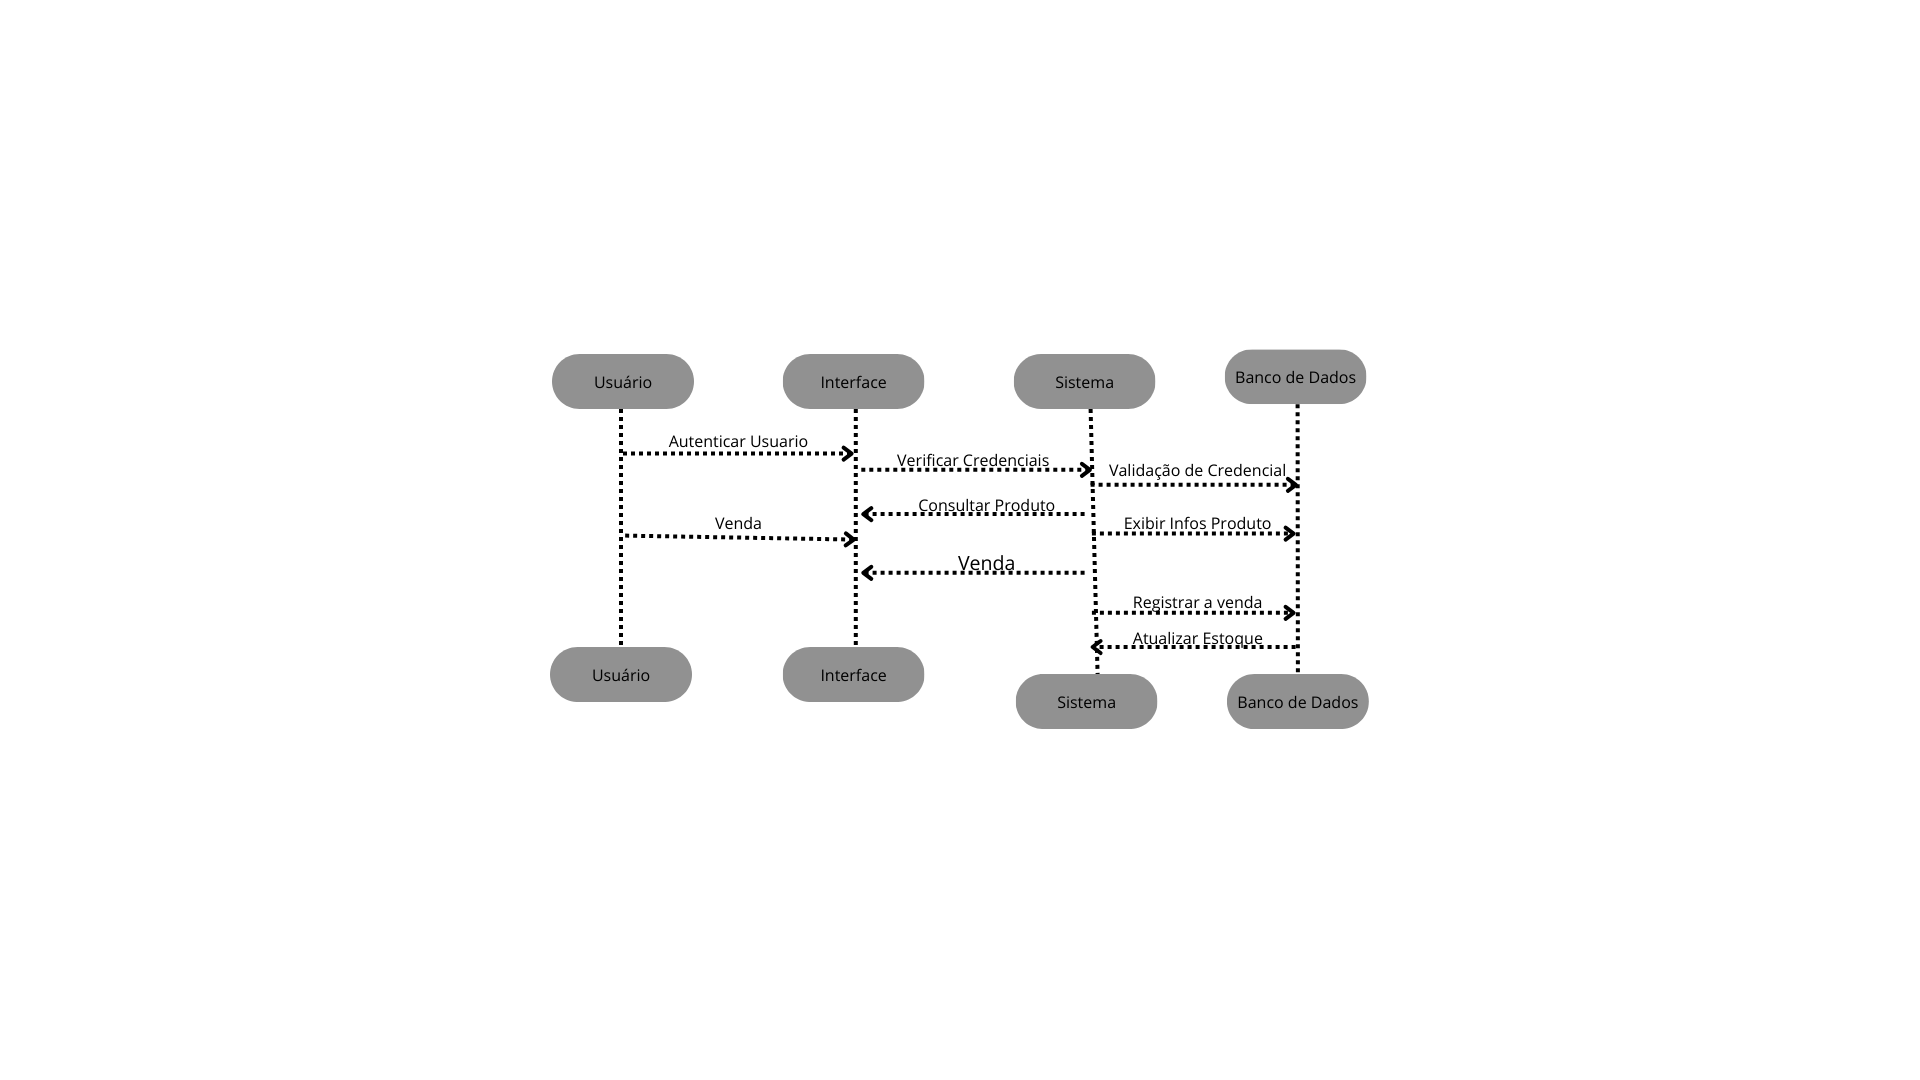 Usuário
Interface
Sistema
Banco de Dados
Autenticar Usuario
Verificar Credenciais
Validação de Credencial
Consultar Produto
Venda
Exibir Infos Produto
Venda
Registrar a venda
Atualizar Estoque
Usuário
Interface
Sistema
Banco de Dados